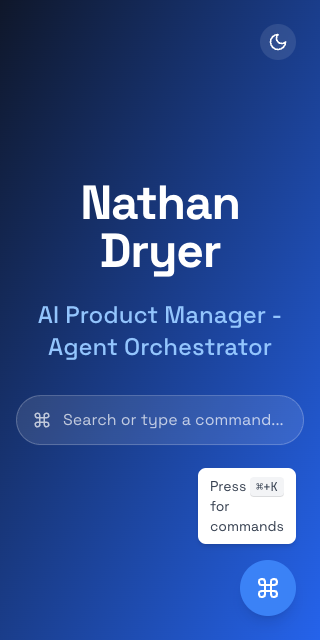 Nathan
Dryer
AI Product Manager -
Agent Orchestrator
⌘ Search or type a command...
Press ⌘+K
for
commands
⌘